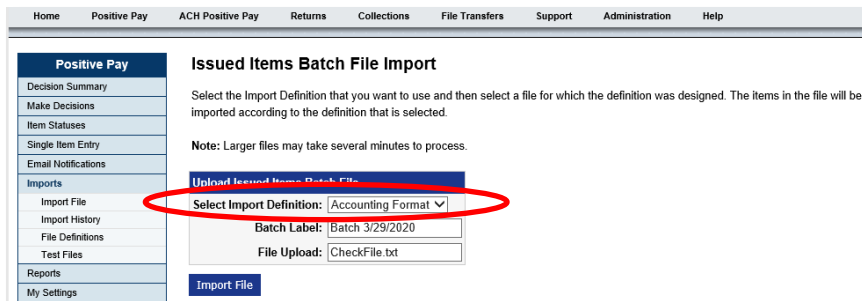 Home Positive Pay ACH Positive Pay Returns Collections File Transfers Support Administration Help
Positive Pay
Decision Summary
Make Decisions
Item Statuses
Single Item Entry
Email Notifications
Imports
Import File
Import History
File Definitions
Test Files
Reports
My Settings
Issued Items Batch File Import
Select the Import Definition that you want to use and then select a file for which the definition was designed. The items in the file will be
imported according to the definition that is selected.
Note: Larger files may take several minutes to process.
Upload Issued Items Batch File
Select Import Definition: Accounting Format
Batch Label: Batch 3/29/2020
File Upload: CheckFile.txt
Import File